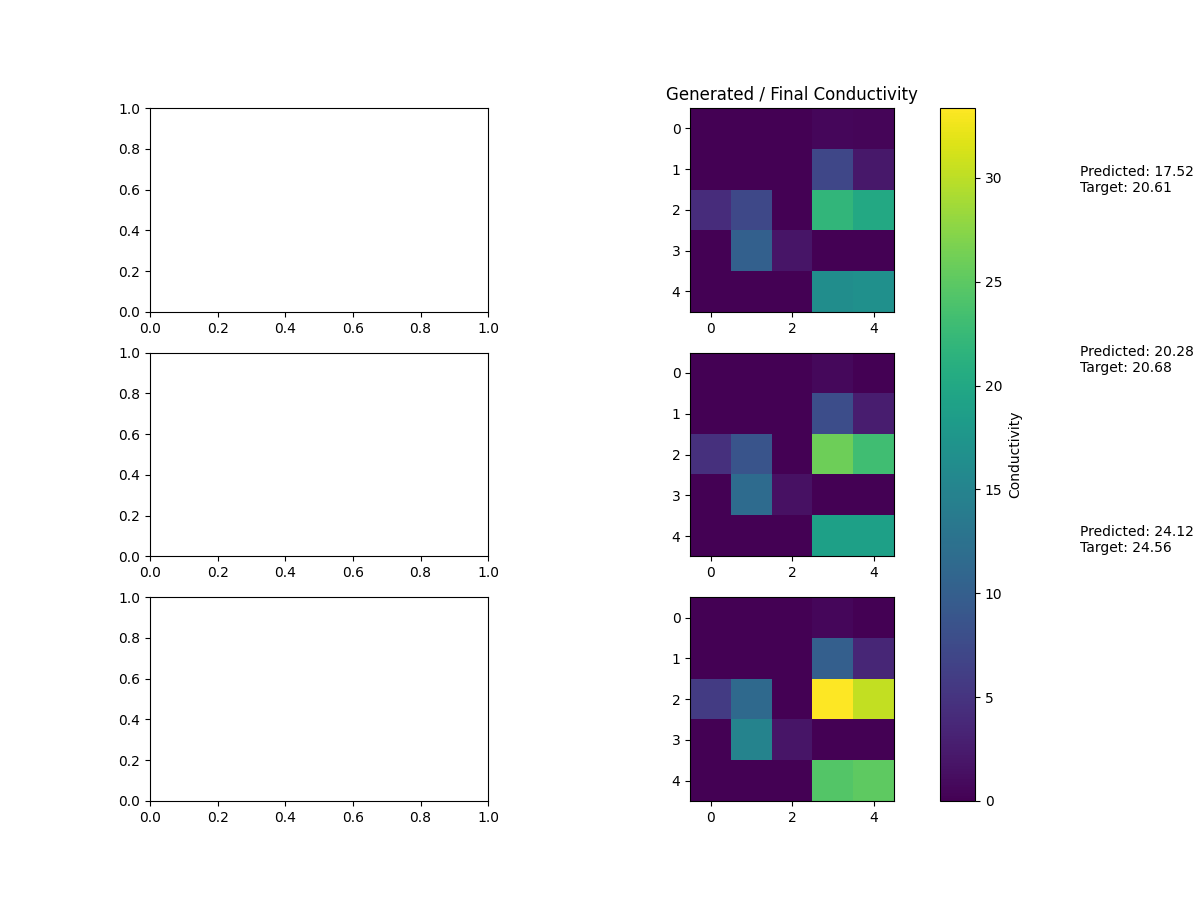 Generated / Final Conductivity
1.0
0.8
0.6
0.4
0.2
0.0
0.0 0.2 0.4 0.6 0.8 1.0
0
1
2
3
4
0 2 4
Predicted: 17.52
Target: 20.61
1.0
0.8
0.6
0.4
0.2
0.0
0.0 0.2 0.4 0.6 0.8 1.0
0
1
2
3
4
0 2 4
Predicted: 20.28
Target: 20.68
1.0
0.8
0.6
0.4
0.2
0.0
0.0 0.2 0.4 0.6 0.8 1.0
0
1
2
3
4
0 2 4
Predicted: 24.12
Target: 24.56
30
25
20
15
10
5
0
Conductivity